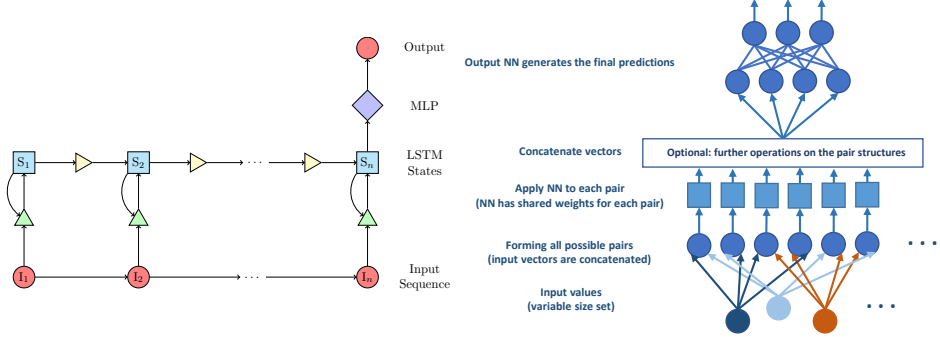 Output
MLP
LSTM
States
S1
S2
...
Sn
I1
I2
...
In
Input
Sequence
Output NN generates the final predictions
Concatenate vectors
Optional: further operations on the pair structures
Apply NN to each pair
(NN has shared weights for each pair)
Forming all possible pairs
(input vectors are concatenated)
...
Input values
(variable size set)
...